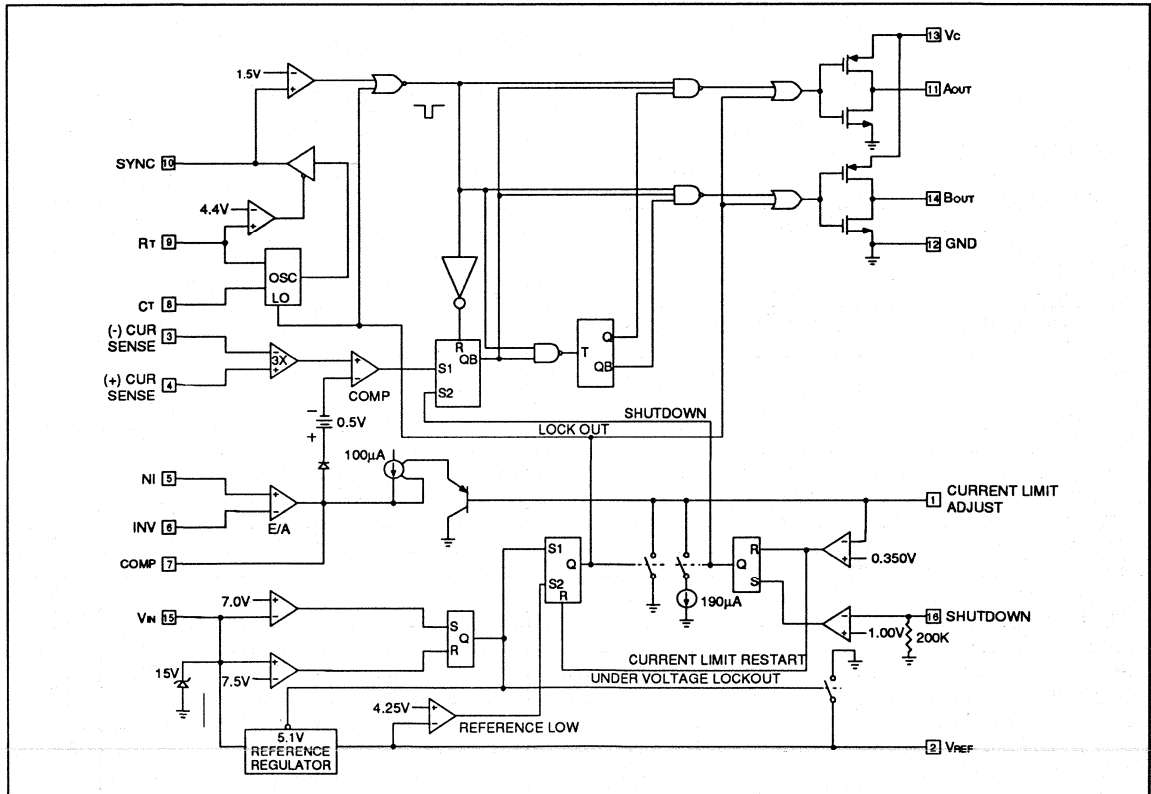 1.5V
13 Vc
11 AOUT
SYNC 10
4.4V
14 BOUT
RT 9
12 GND
OSC
LO
CT 8
(-) CUR
SENSE 3
3X
(+) CUR
SENSE 4
COMP
R
S1 QB
S2
T Q
QB
0.5V
SHUTDOWN
LOCK OUT
100µA
NI 5
INV 6
E/A
COMP 7
1 CURRENT LIMIT
ADJUST
S1
Q
S2
R
R
Q
S
0.350V
190µA
VIN 15
7.0V
S
Q
R
7.5V
15V
16 SHUTDOWN
1.00V
200K
CURRENT LIMIT RESTART
UNDER VOLTAGE LOCKOUT
4.25V
REFERENCE LOW
5.1V
REFERENCE
REGULATOR
2 VREF